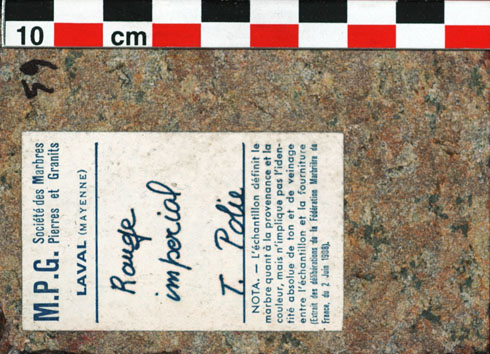 10 cm
59
M.P.G. Société des Marbres
Pierres et Granits
LAVAL (MAYENNE)
Rouge
imperial
T. Polie
NOTA. — L'échantillon définit le
marbre quant à la provenance et la
couleur, mais n'implique pas l'iden-
tité absolue de ton et de veinage
entre l'échantillon et la fourniture
(Extrait des délibérations de la Fédération Marbrière de
France, du 2 Juin 1908).